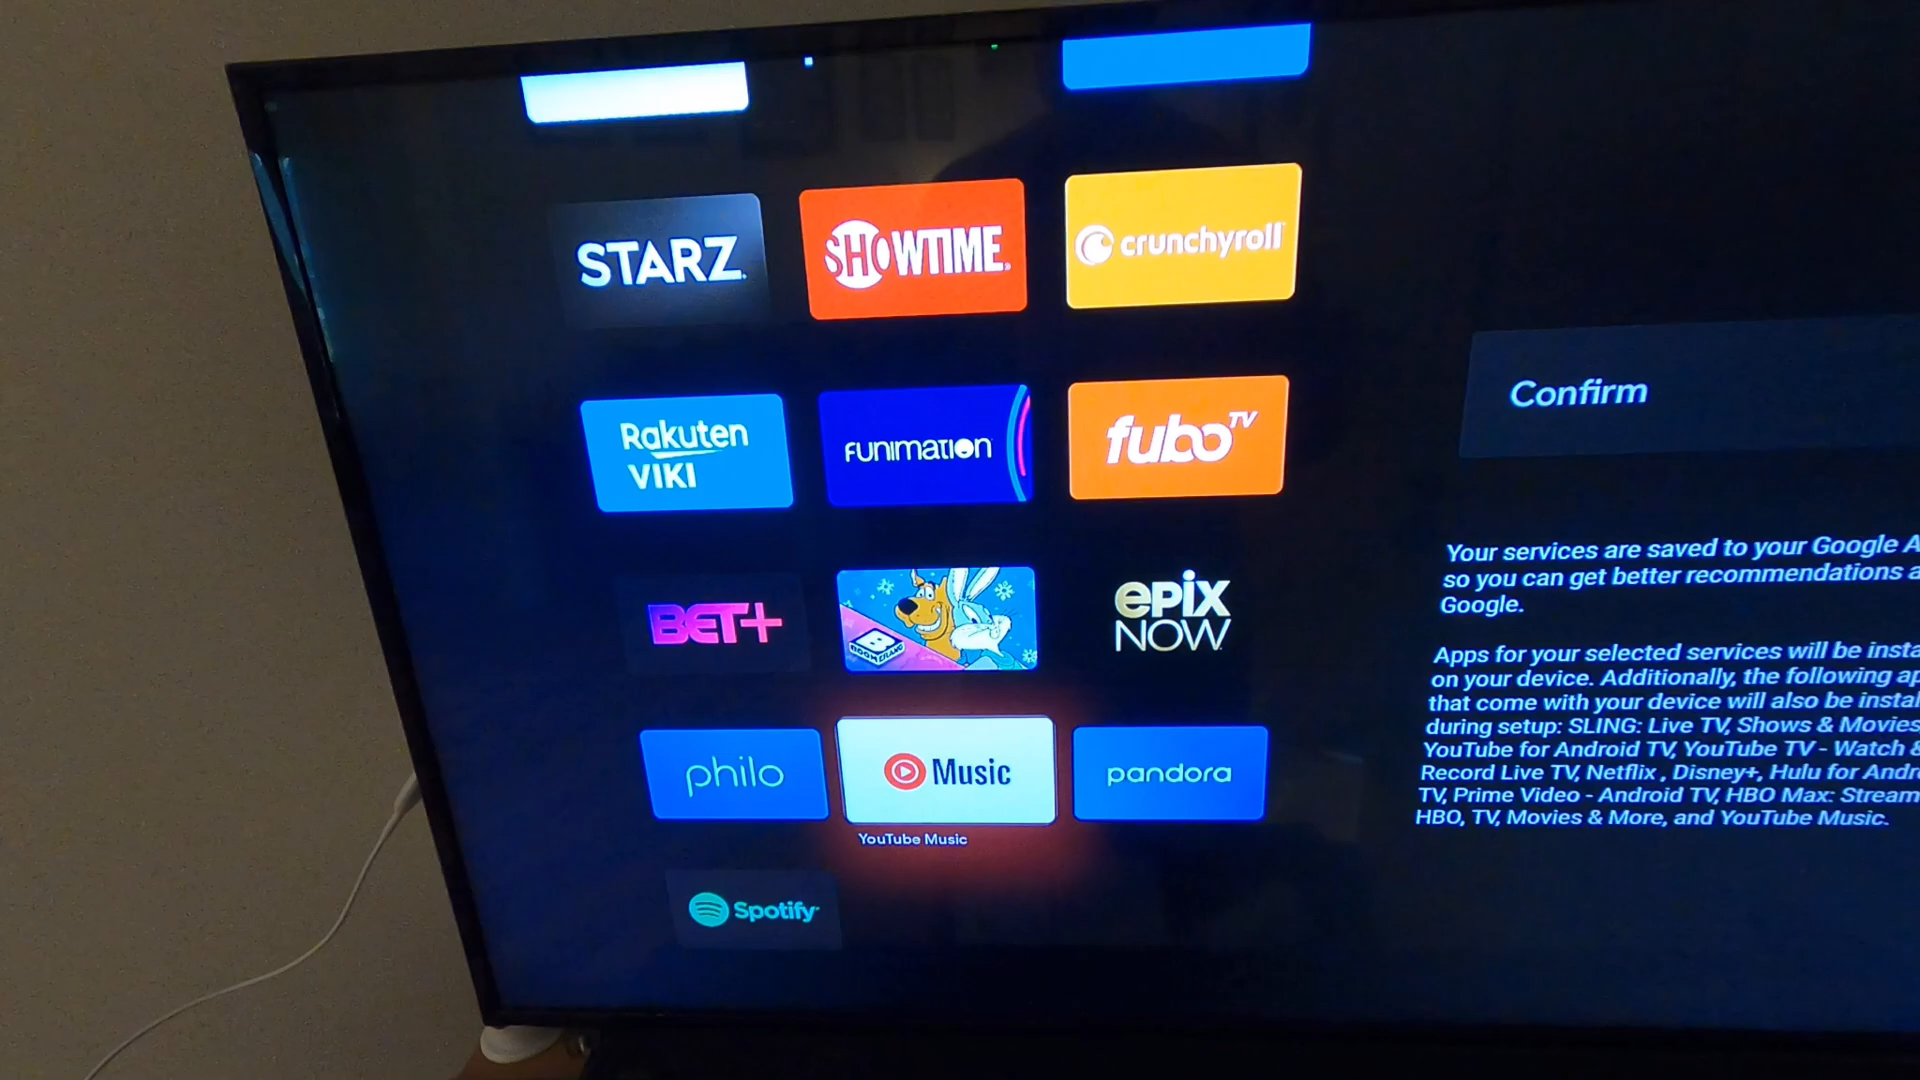 STARZ
SHOWTIME
crunchyroll
Rakuten
VIKI
FUNIMATION
fubo TV
BET+
BOOMERANG
epix
NOW
philo
Music
pandora
YouTube Music
Spotify
Confirm
Your services are saved to your Google A
so you can get better recommendations a
Google.
Apps for your selected services will be insta
on your device. Additionally, the following ap
that come with your device will also be instal
during setup: SLING: Live TV, Shows & Movies
YouTube for Android TV, YouTube TV - Watch &
Record Live TV, Netflix , Disney+, Hulu for Andr
TV, Prime Video - Android TV, HBO Max: Stream
HBO, TV, Movies & More, and YouTube Music.